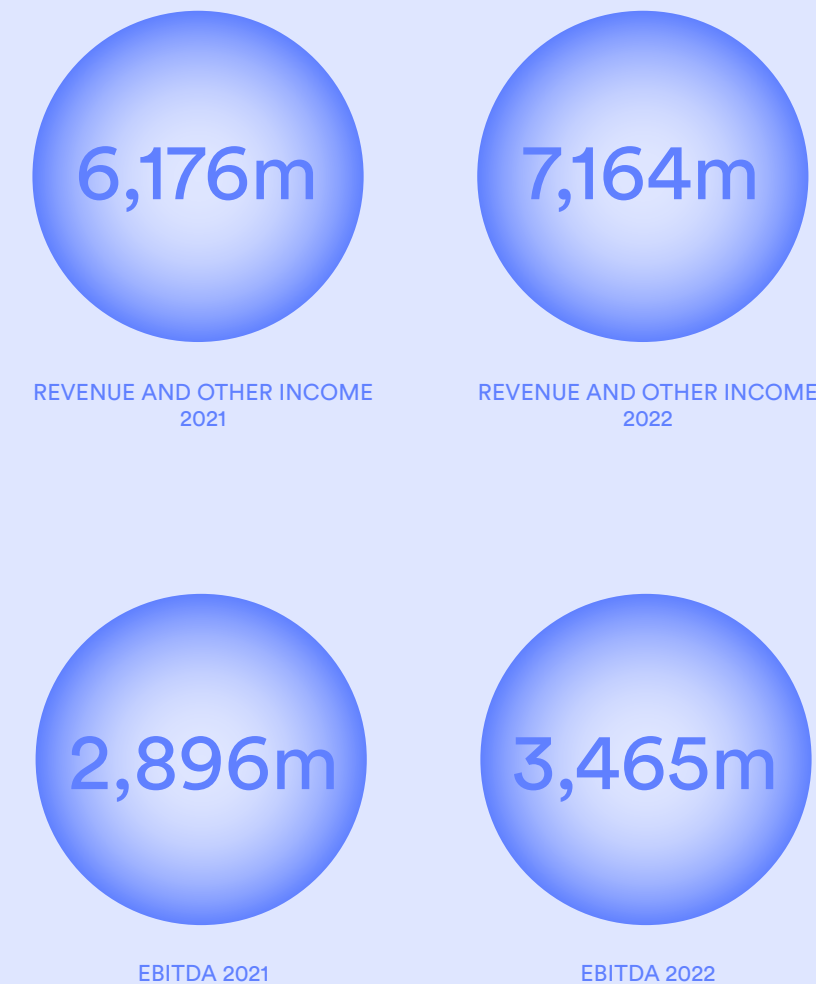 6,176m
7,164m
REVENUE AND OTHER INCOME
2021
REVENUE AND OTHER INCOME
2022
2,896m
3,465m
EBITDA 2021
EBITDA 2022